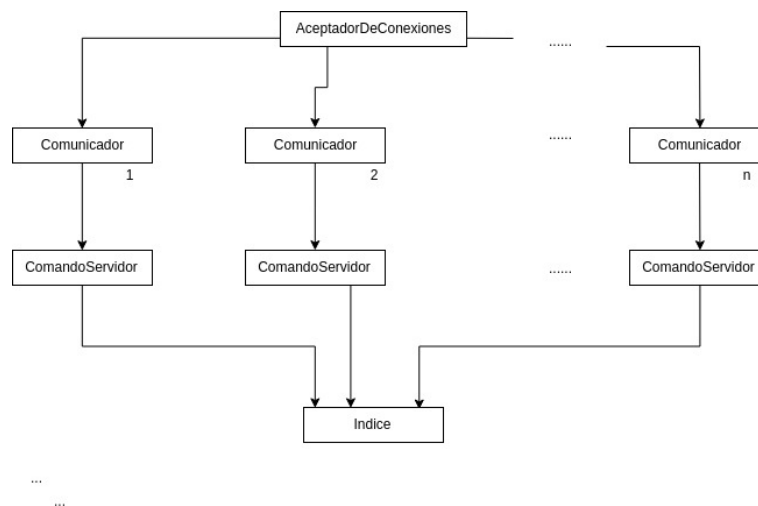 AceptadorDeConexiones
......
Comunicador
Comunicador
......
Comunicador
1
2
n
ComandoServidor
ComandoServidor
......
ComandoServidor
Indice
...
...